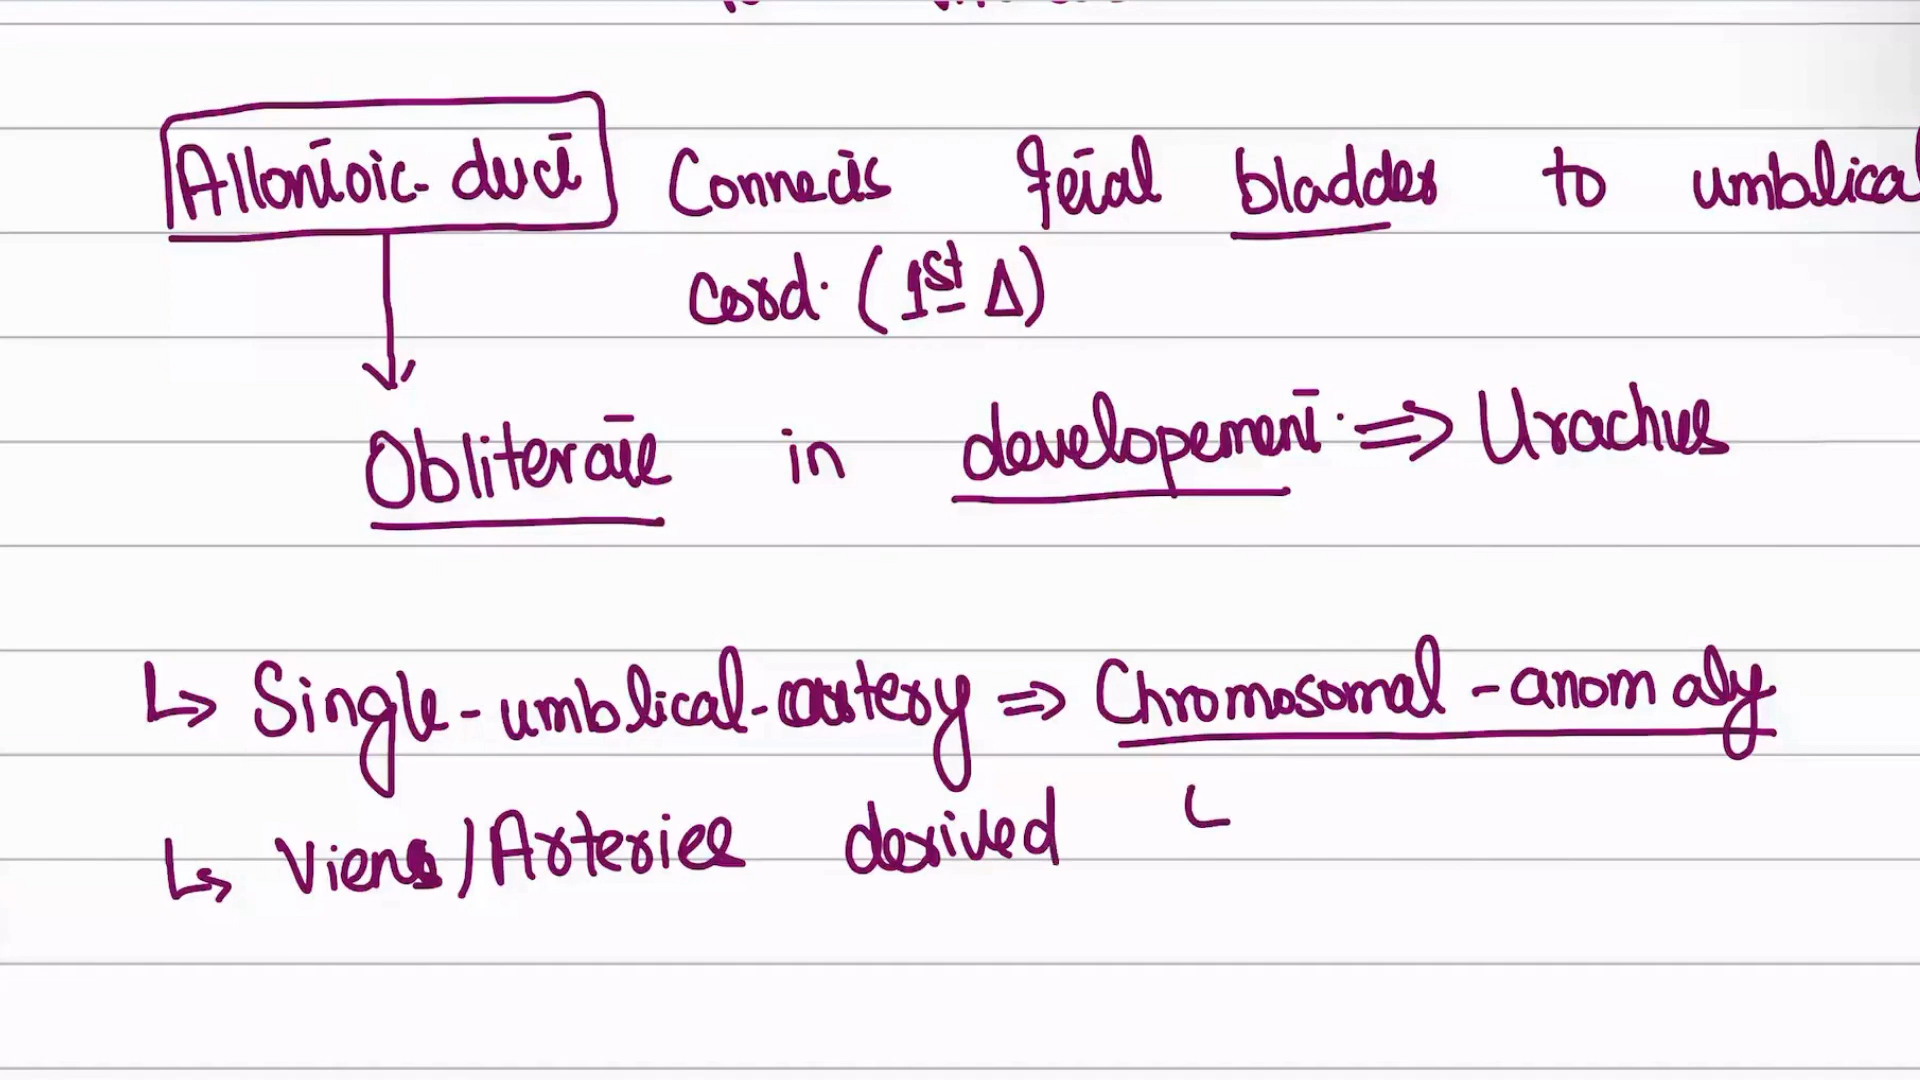 Allontoic-duct Connects fetal bladder to umblical
cord. (1st Δ)
Obliterate in developement. => Urachus
↳ Single-umblical-artery => Chromosomal-anomaly
↳ Viens/Arteries derived